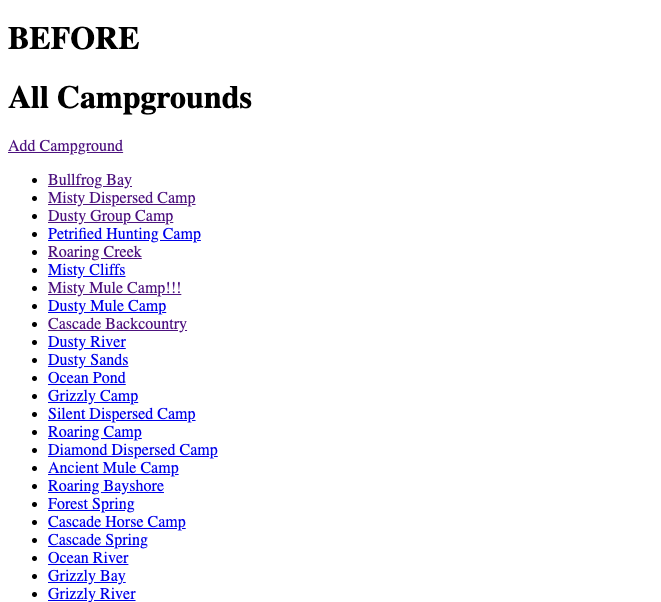 BEFORE
All Campgrounds
Add Campground
Bullfrog Bay
Misty Dispersed Camp
Dusty Group Camp
Petrified Hunting Camp
Roaring Creek
Misty Cliffs
Misty Mule Camp!!!
Dusty Mule Camp
Cascade Backcountry
Dusty River
Dusty Sands
Ocean Pond
Grizzly Camp
Silent Dispersed Camp
Roaring Camp
Diamond Dispersed Camp
Ancient Mule Camp
Roaring Bayshore
Forest Spring
Cascade Horse Camp
Cascade Spring
Ocean River
Grizzly Bay
Grizzly River